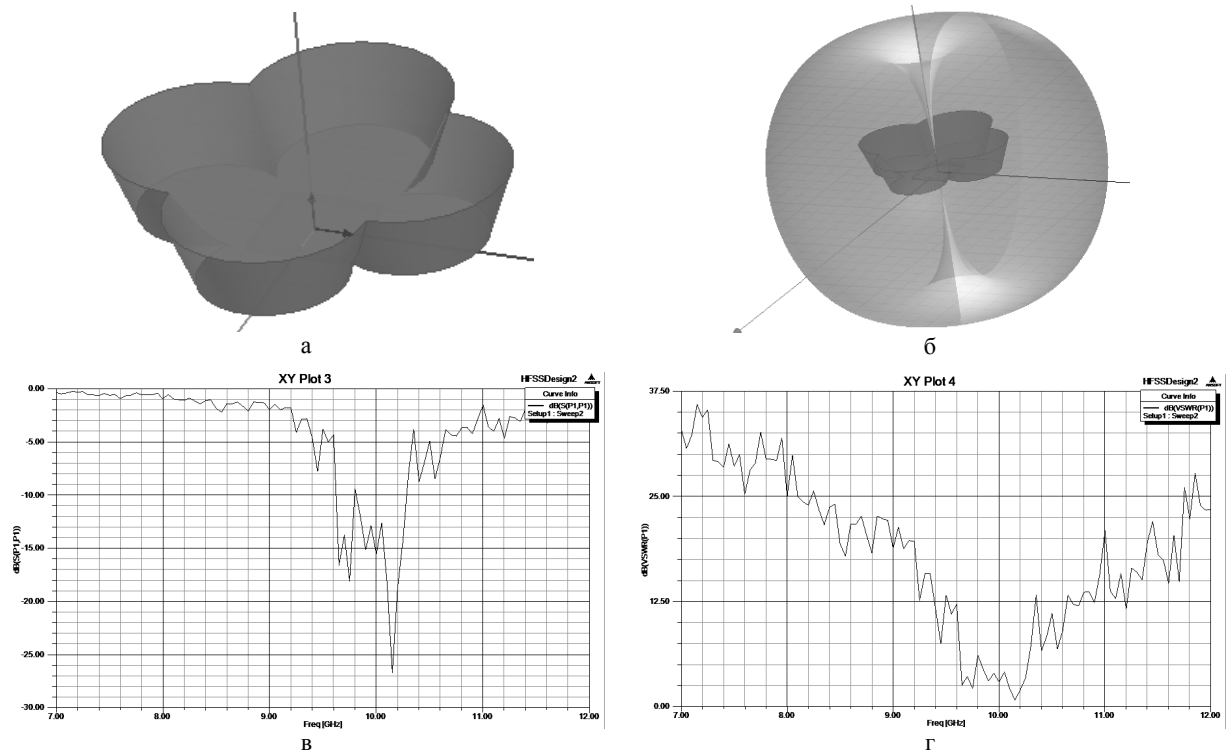 а
б
XY Plot 3
HFSSDesign2
ANSOFT
Curve Info
dB(S(P1,P1))
Setup1 : Sweep2
0.00
-5.00
-10.00
-15.00
-20.00
-25.00
-30.00
dB(S(P1,P1))
7.00
8.00
9.00
10.00
11.00
12.00
Freq [GHz]
в
XY Plot 4
HFSSDesign2
ANSOFT
Curve Info
dB(VSWR(P1))
Setup1 : Sweep2
37.50
25.00
12.50
0.00
dB(VSWR(P1))
7.00
8.00
9.00
10.00
11.00
12.00
Freq [GHz]
г